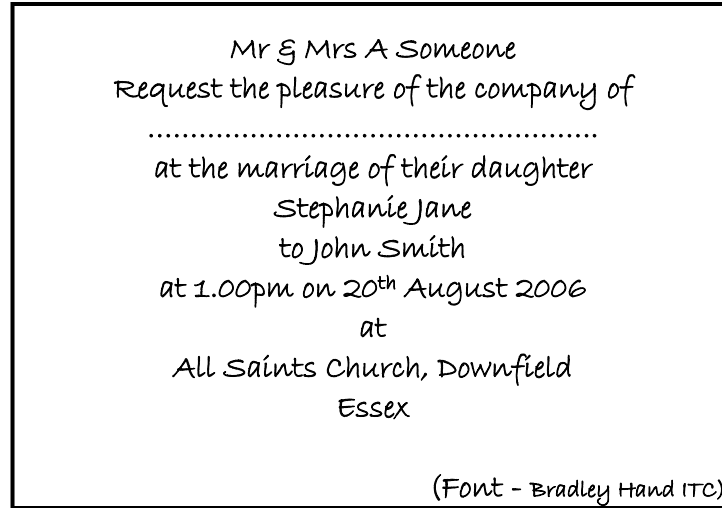 Mr & Mrs A Someone
Request the pleasure of the company of
.....................................................
at the marriage of their daughter
Stephanie Jane
to John Smith
at 1.00pm on 20th August 2006
at
All Saints Church, Downfield
Essex
(Font - Bradley Hand ITC)